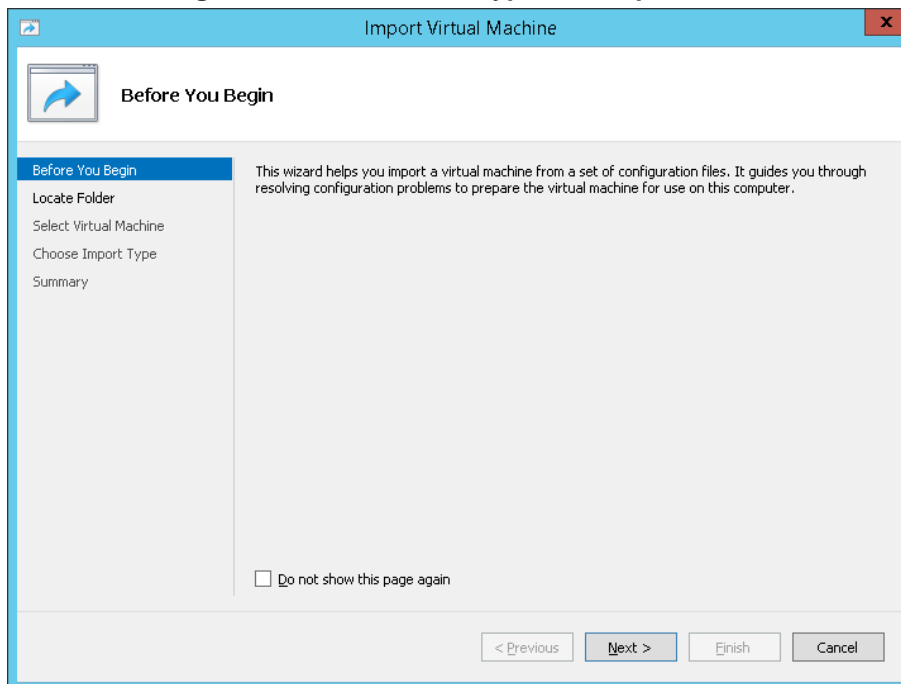 Import Virtual Machine
x
Before You Begin
Before You Begin
Locate Folder
Select Virtual Machine
Choose Import Type
Summary
This wizard helps you import a virtual machine from a set of configuration files. It guides you through
resolving configuration problems to prepare the virtual machine for use on this computer.
Do not show this page again
< Previous
Next >
Finish
Cancel